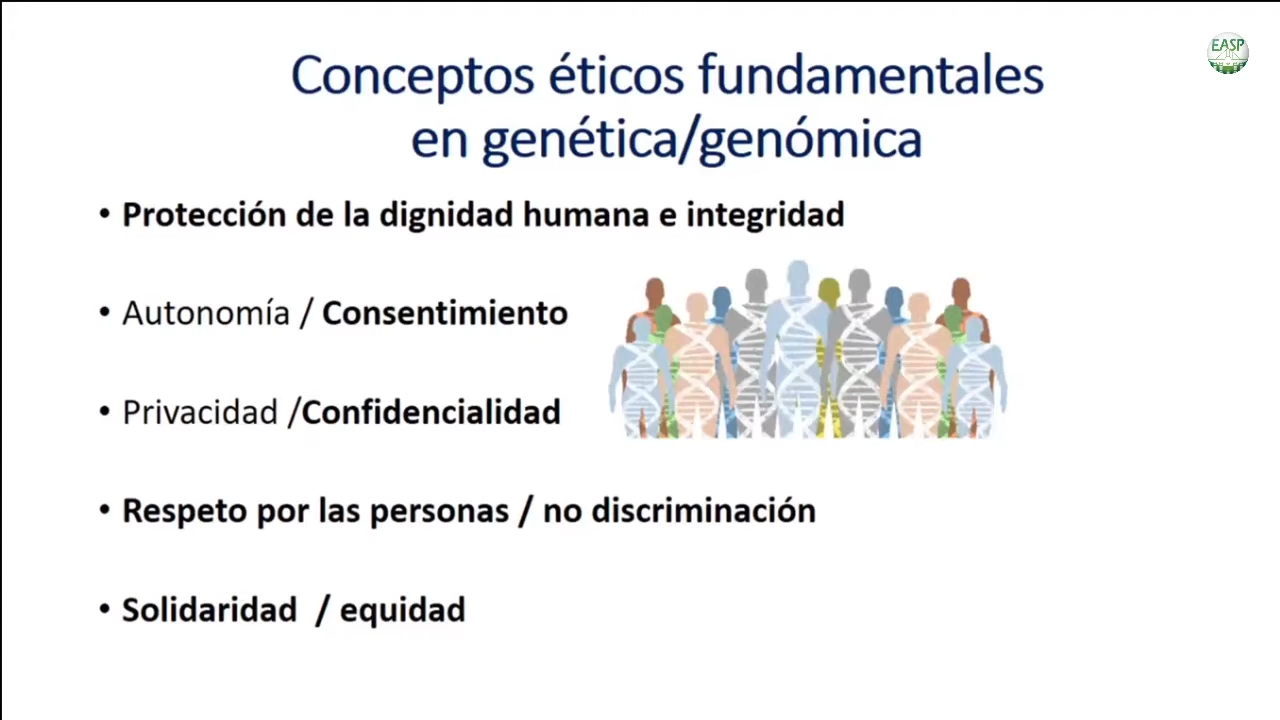 EASP
Conceptos éticos fundamentales
en genética/genómica
• Protección de la dignidad humana e integridad
• Autonomía / Consentimiento
• Privacidad /Confidencialidad
• Respeto por las personas / no discriminación
• Solidaridad / equidad